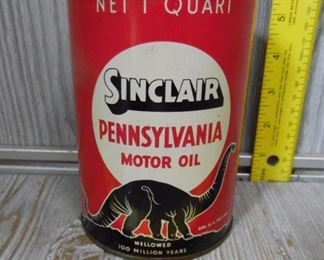 NET 1 QUART
SINCLAIR
PENNSYLVANIA
MOTOR OIL
MELLOWED
100 MILLION YEARS